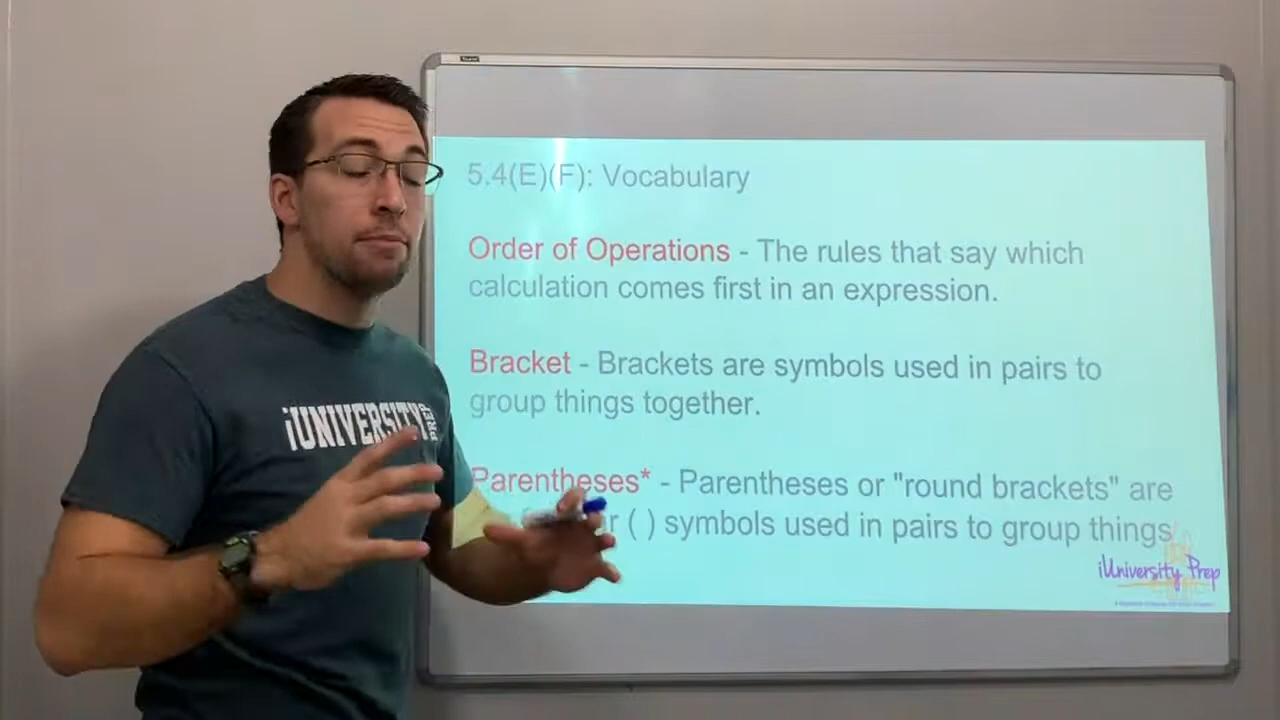 5.4(E)(F): Vocabulary
Order of Operations - The rules that say which
calculation comes first in an expression.
Bracket - Brackets are symbols used in pairs to
group things together.
Parentheses* - Parentheses or "round brackets" are
( ) symbols used in pairs to group things
iUniversity Prep
iUNIVERSITY PREP